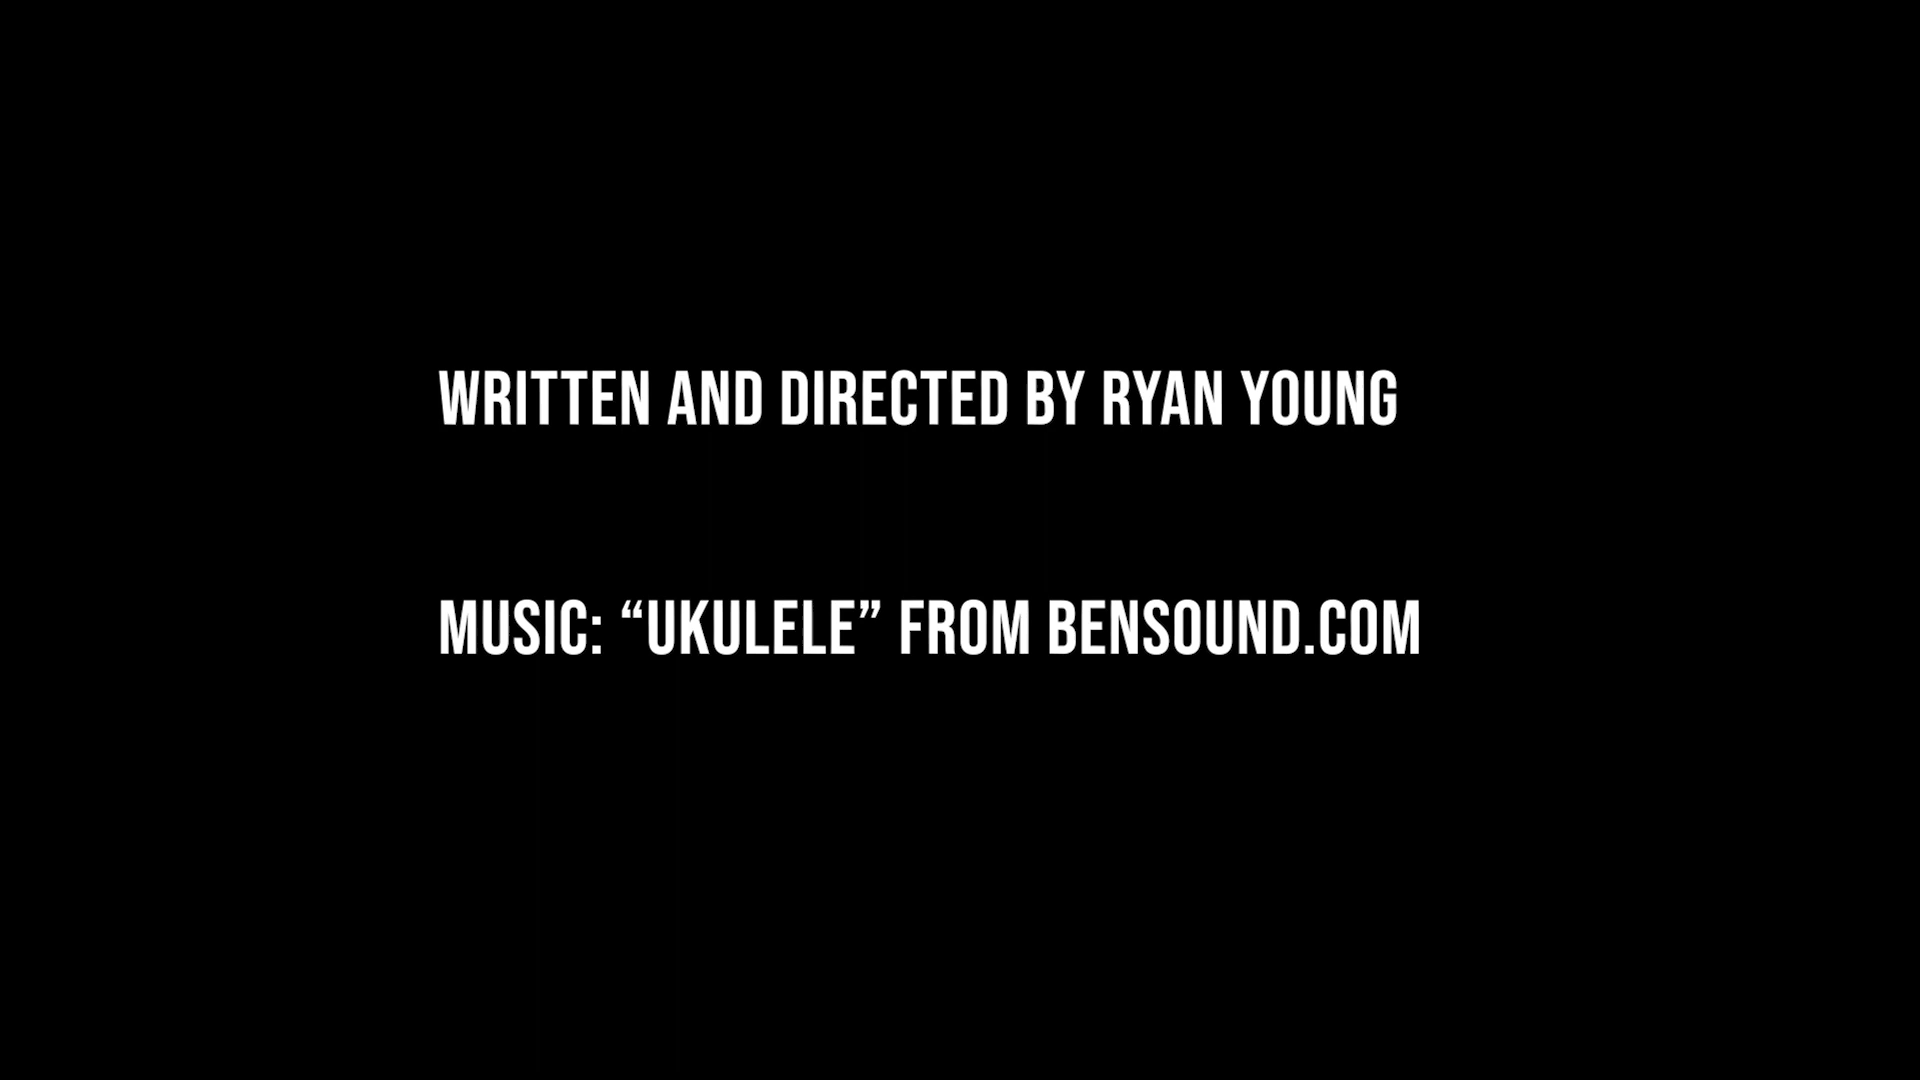 WRITTEN AND DIRECTED BY RYAN YOUNG
MUSIC: “UKULELE” FROM BENSOUND.COM